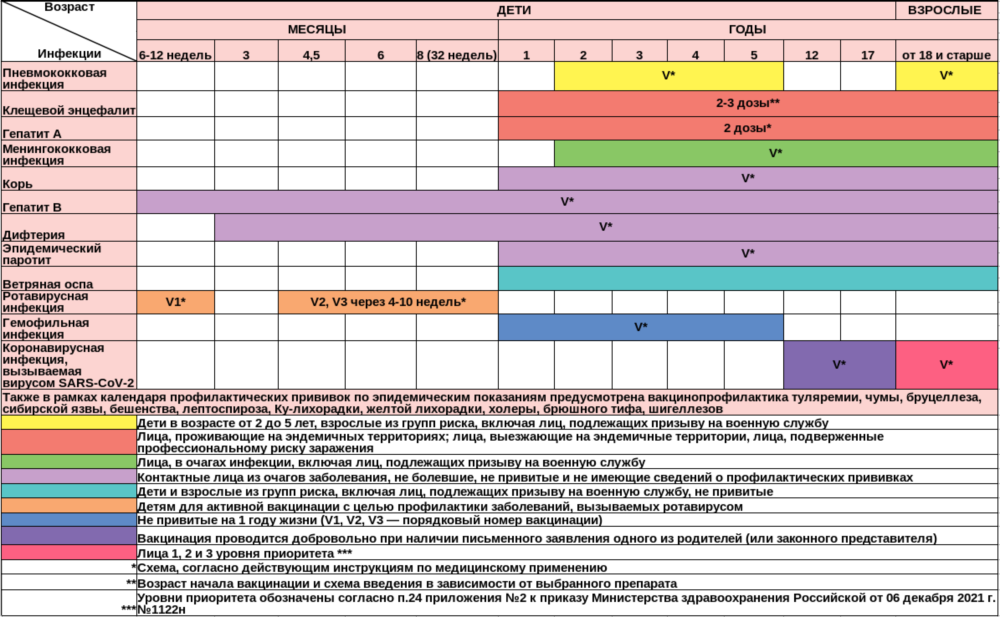 Возраст
ДЕТИ
ВЗРОСЛЫЕ
МЕСЯЦЫ
ГОДЫ
Инфекции
6-12 недель
3
4,5
6
8 (32 недель)
1
2
3
4
5
12
17
от 18 и старше
Пневмококковая
инфекция
V*
V*
Клещевой энцефалит
2-3 дозы**
Гепатит А
2 дозы*
Менингококковая
инфекция
V*
Корь
V*
Гепатит В
V*
Дифтерия
V*
Эпидемический
паротит
V*
Ветряная оспа
Ротавирусная
инфекция
V1*
V2, V3 через 4-10 недель*
Гемофильная
инфекция
V*
Коронавирусная
инфекция,
вызываемая
вирусом SARS-CoV-2
V*
V*
Также в рамках календаря профилактических прививок по эпидемическим показаниям предусмотрена вакцинопрофилактика туляремии, чумы, бруцеллеза,
сибирской язвы, бешенства, лептоспироза, Ку-лихорадки, желтой лихорадки, холеры, брюшного тифа, шигеллезов
Дети в возрасте от 2 до 5 лет, взрослые из групп риска, включая лиц, подлежащих призыву на военную службу
Лица, проживающие на эндемичных территориях; лица, выезжающие на эндемичные территории, лица, подверженные
профессиональному риску заражения
Лица, в очагах инфекции, включая лиц, подлежащих призыву на военную службу
Контактные лица из очагов заболевания, не болевшие, не привитые и не имеющие сведений о профилактических прививках
Дети и взрослые из групп риска, включая лиц, подлежащих призыву на военную службу, не привитые
Детям для активной вакцинации с целью профилактики заболеваний, вызываемых ротавирусом
Не привитые на 1 году жизни (V1, V2, V3 — порядковый номер вакцинации)
Вакцинация проводится добровольно при наличии письменного заявления одного из родителей (или законного представителя)
Лица 1, 2 и 3 уровня приоритета ***
* Схема, согласно действующим инструкциям по медицинскому применению
** Возраст начала вакцинации и схема введения в зависимости от выбранного препарата
Уровни приоритета обозначены согласно п.24 приложения №2 к приказу Министерства здравоохранения Российской от 06 декабря 2021 г.
*** №1122н